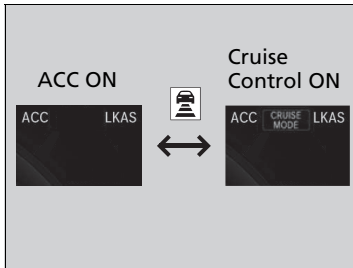 ACC ON
Cruise
Control ON
ACC LKAS
ACC CRUISE MODE LKAS